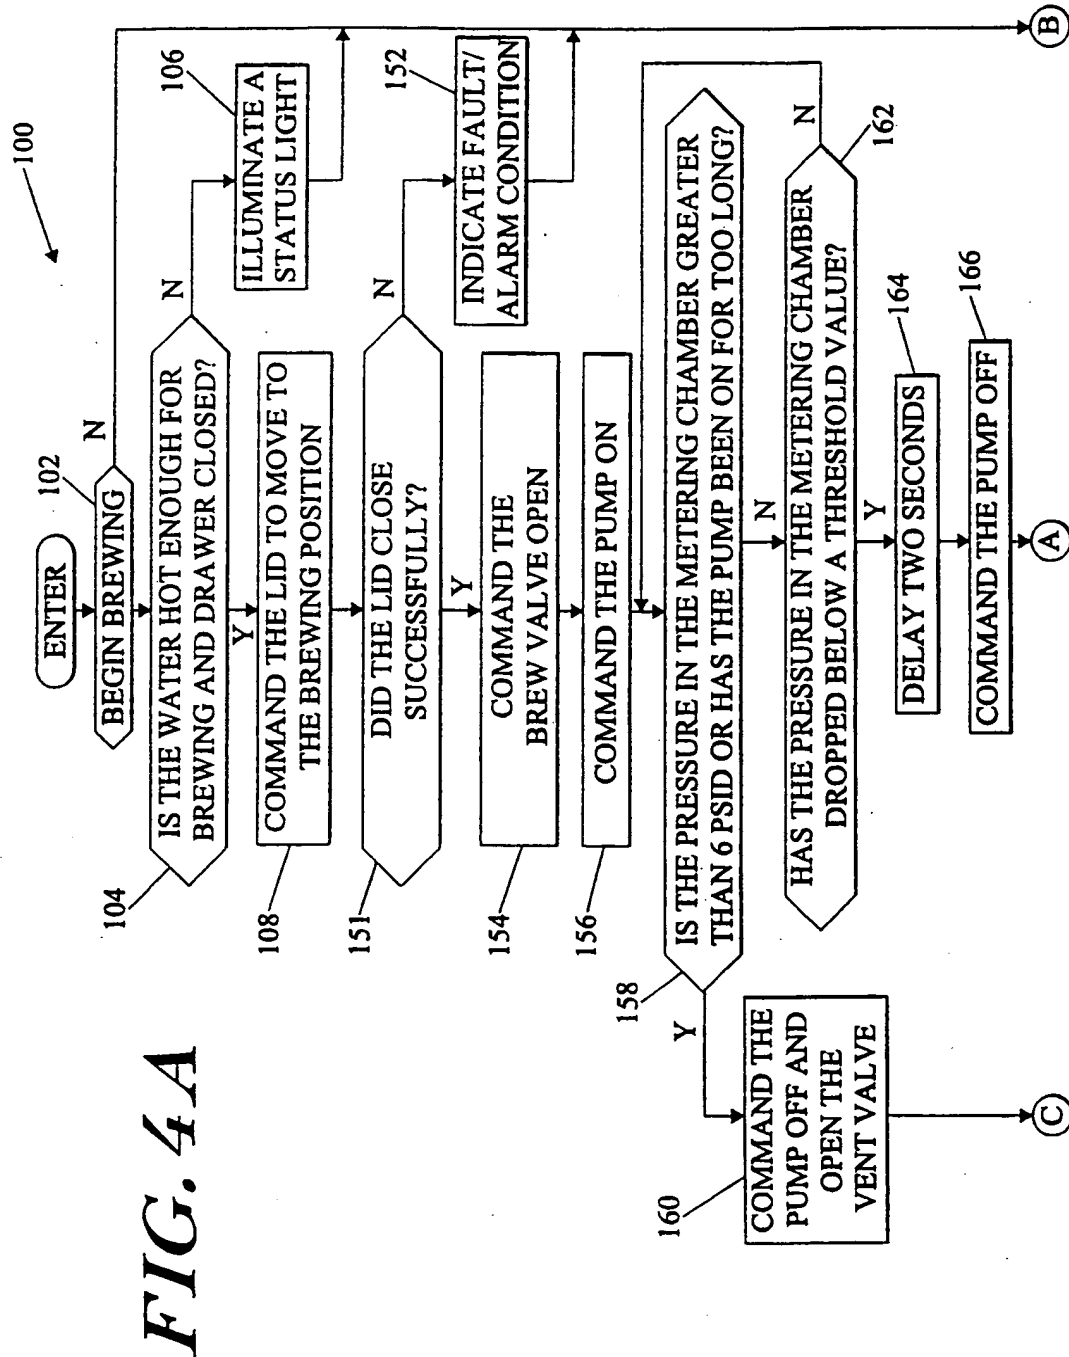 FIG. 4A
100
ENTER
102
BEGIN BREWING
N
104
IS THE WATER HOT ENOUGH FOR
BREWING AND DRAWER CLOSED?
N
106
ILLUMINATE A
STATUS LIGHT
Y
108
COMMAND THE LID TO MOVE TO
THE BREWING POSITION
151
DID THE LID CLOSE
SUCCESSFULLY?
N
152
INDICATE FAULT/
ALARM CONDITION
Y
154
COMMAND THE
BREW VALVE OPEN
156
COMMAND THE PUMP ON
158
IS THE PRESSURE IN THE METERING CHAMBER GREATER
THAN 6 PSID OR HAS THE PUMP BEEN ON FOR TOO LONG?
Y
160
COMMAND THE
PUMP OFF AND
OPEN THE
VENT VALVE
N
162
HAS THE PRESSURE IN THE METERING CHAMBER
DROPPED BELOW A THRESHOLD VALUE?
N
Y
164
DELAY TWO SECONDS
166
COMMAND THE PUMP OFF
C
A
B